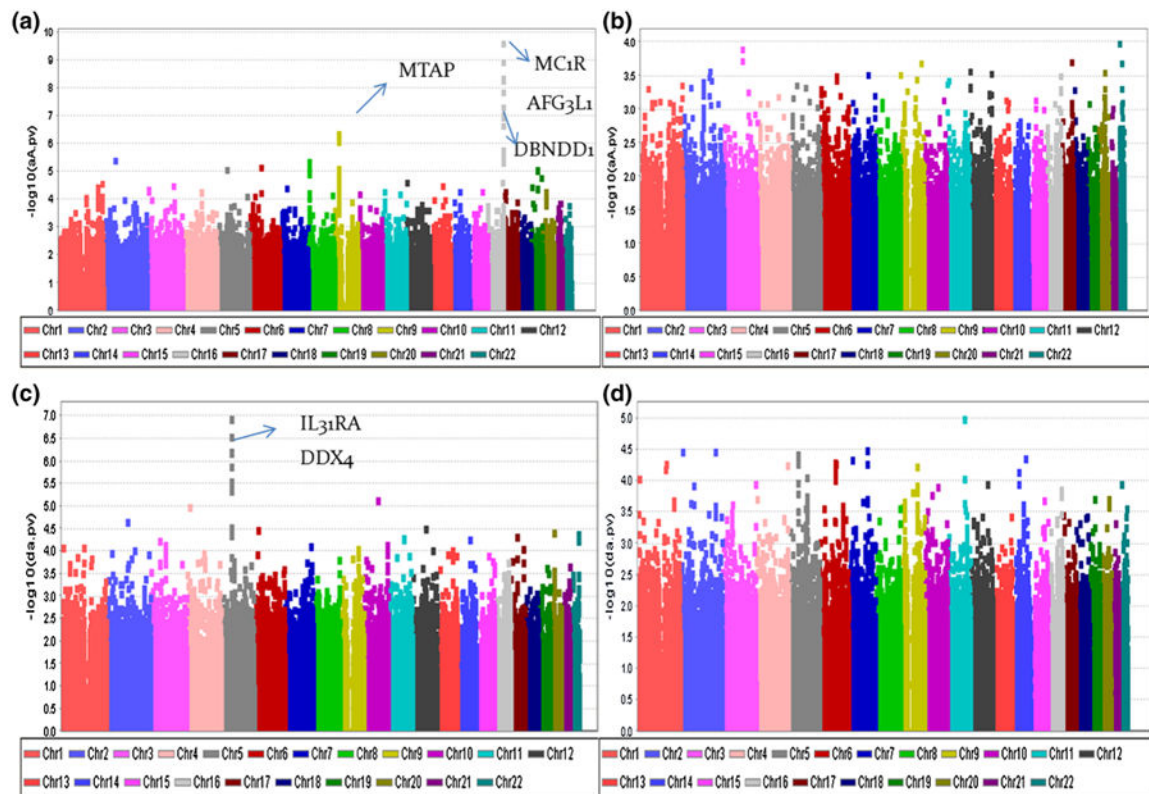 (a)
10
9
8
7
6
5
4
3
2
1
0
-log10(aA.pv)
MTAP
MC1R
AFG3L1
DBNDD1
Chr1 Chr2 Chr3 Chr4 Chr5 Chr6 Chr7 Chr8 Chr9 Chr10 Chr11 Chr12
Chr13 Chr14 Chr15 Chr16 Chr17 Chr18 Chr19 Chr20 Chr21 Chr22
(b)
4.0
3.5
3.0
2.5
2.0
1.5
1.0
0.5
0.0
-log10(aA.pv)
Chr1 Chr2 Chr3 Chr4 Chr5 Chr6 Chr7 Chr8 Chr9 Chr10 Chr11 Chr12
Chr13 Chr14 Chr15 Chr16 Chr17 Chr18 Chr19 Chr20 Chr21 Chr22
(c)
7.0
6.5
6.0
5.5
5.0
4.5
4.0
3.5
3.0
2.5
2.0
1.5
1.0
0.5
0.0
-log10(da.pv)
IL31RA
DDX4
Chr1 Chr2 Chr3 Chr4 Chr5 Chr6 Chr7 Chr8 Chr9 Chr10 Chr11 Chr12
Chr13 Chr14 Chr15 Chr16 Chr17 Chr18 Chr19 Chr20 Chr21 Chr22
(d)
5.0
4.5
4.0
3.5
3.0
2.5
2.0
1.5
1.0
0.5
0.0
-log10(da.pv)
Chr1 Chr2 Chr3 Chr4 Chr5 Chr6 Chr7 Chr8 Chr9 Chr10 Chr11 Chr12
Chr13 Chr14 Chr15 Chr16 Chr17 Chr18 Chr19 Chr20 Chr21 Chr22